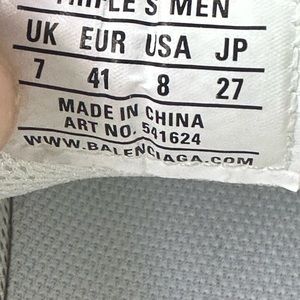 TRIPLE S MEN
UK EUR USA JP
7 41 8 27
MADE IN CHINA
ART NO. 541624
WWW.BALENCIAGA.COM